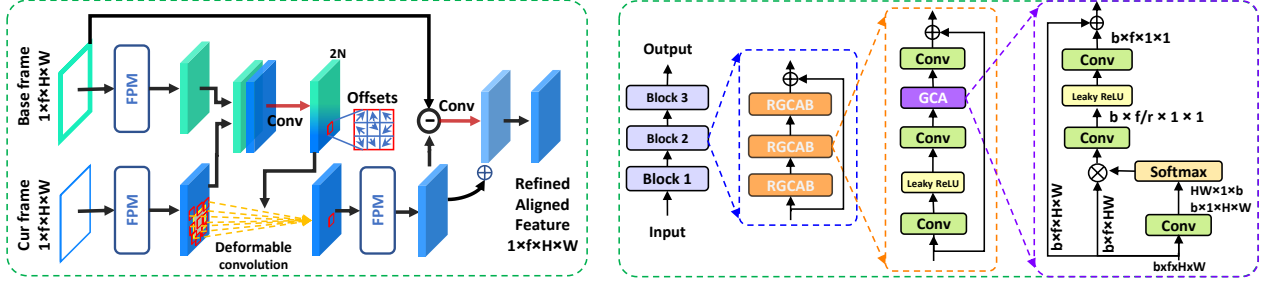 Base frame
1×f×H×W
FPM
Conv
2N
Offsets
Conv
−
Cur frame
1×f×H×W
FPM
Deformable
convolution
FPM
Refined
Aligned
Feature
1×f×H×W
Output
Block 3
Block 2
Block 1
Input
RGCAB
RGCAB
RGCAB
Conv
GCA
Conv
Leaky ReLU
Conv
b×f×1×1
Conv
Leaky ReLU
b × f/r × 1 × 1
Conv
Softmax
HW×1×b
b×1×H×W
Conv
b×f×H×W
b×f×HW
bxfxHxW